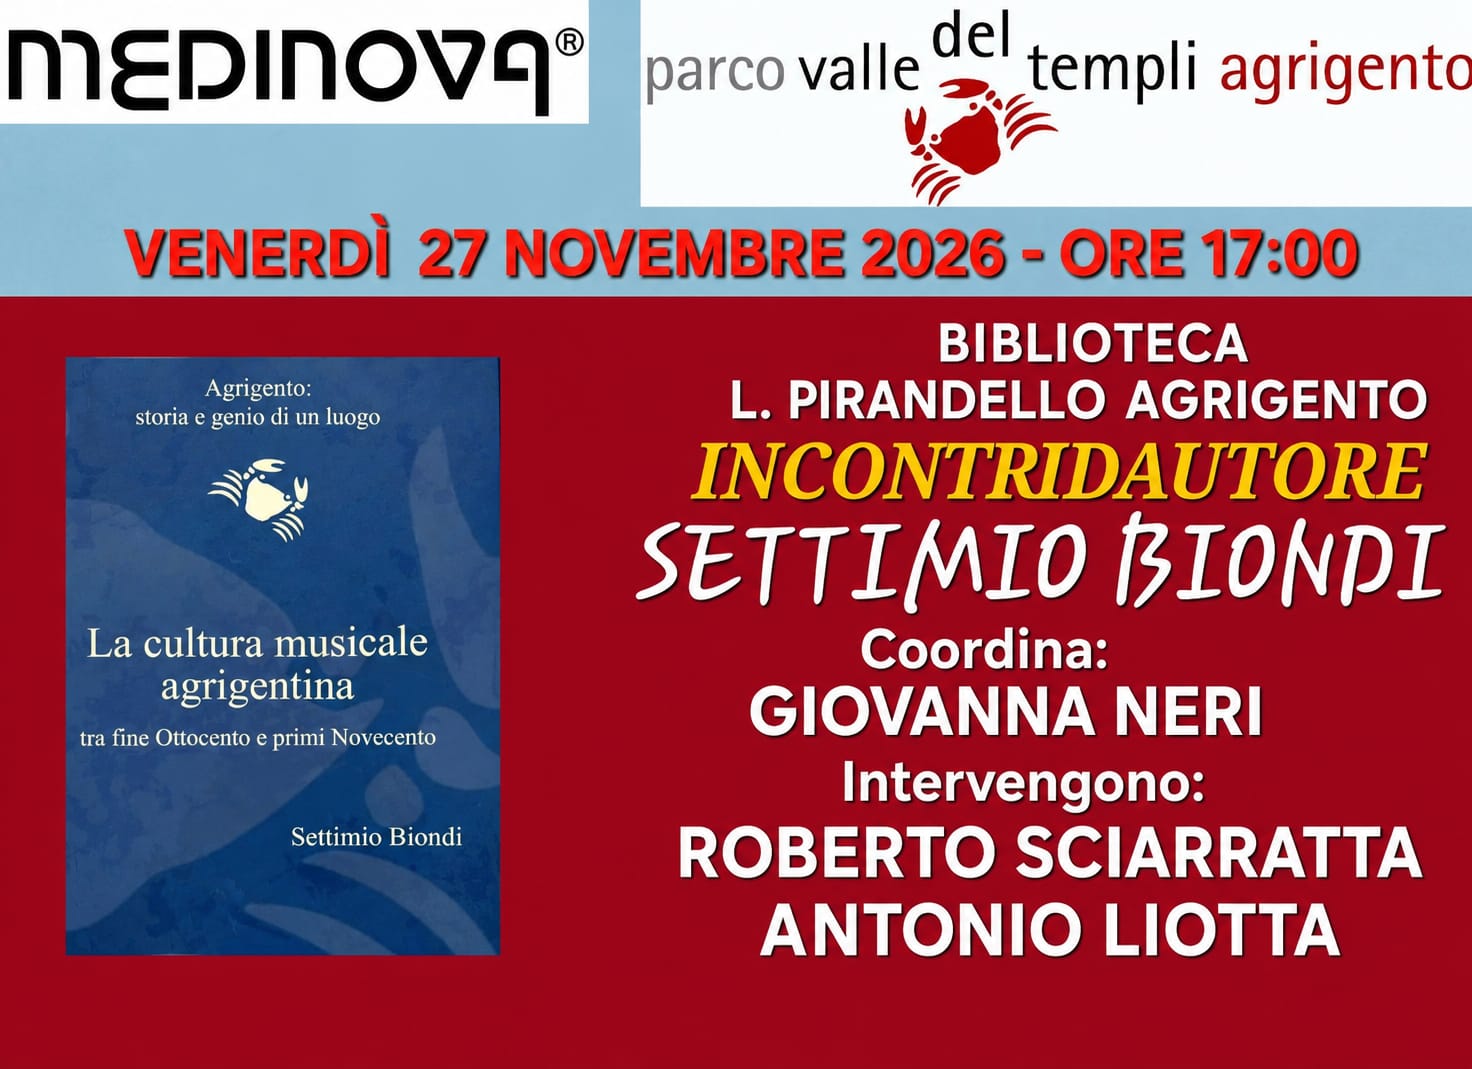 MEDINOVA®
parco valle del templi agrigento
VENERDÌ 27 NOVEMBRE 2026 - ORE 17:00
Agrigento:
storia e genio di un luogo
La cultura musicale
agrigentina
tra fine Ottocento e primi Novecento
Settimio Biondi
BIBLIOTECA
L. PIRANDELLO AGRIGENTO
INCONTRIDAUTORE
SETTIMIO BIONDI
Coordina:
GIOVANNA NERI
Intervengono:
ROBERTO SCIARRATTA
ANTONIO LIOTTA